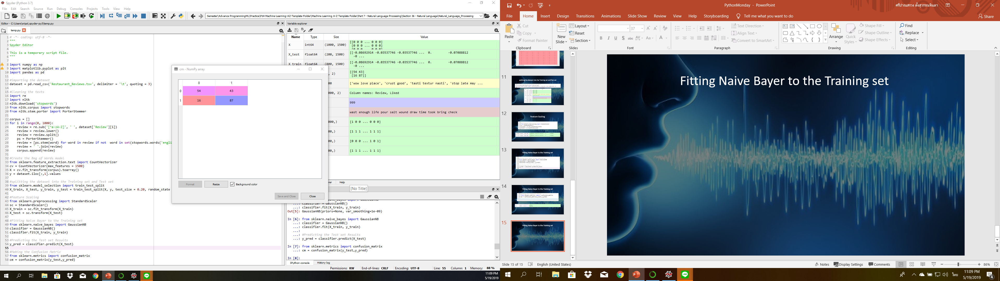 Spyder (Python 3.7)
File Edit Search Source Run Debug Consoles Projects Tools View Help
Semester\Advance ProgrammingML\Practice\P14-Machine-Learning-AZ-Template-Folder\Machine Learning A-Z Template Folder\Part 7 - Natural Language Processing\Section 36 - Natural Language\Natural_Language_Processing
Editor - C:\Users\sripa\.spyder-py3\temp.py
temp.py
1 # -*- coding: utf-8 -*-
2 """
3 Spyder Editor
4
5 This is a temporary script file.
6 """
7
8 import numpy as np
9 import matplotlib.pyplot as plt
10 import pandas as pd
11
12 #importing the dataset
13 dataset = pd.read_csv('Restaurant_Reviews.tsv', delimiter = '\t', quoting = 3)
14
15 #Cleaning the texts
16 import re
17 import nltk
18 nltk.download('stopwords')
19 from nltk.corpus import stopwords
20 from nltk.stem.porter import PorterStemmer
21
22 corpus = []
23 for i in range(0, 1000):
24 review = re.sub('[^a-zA-Z]', ' ', dataset['Review'][i])
25 review = review.lower()
26 review = review.split()
27 ps = PorterStemmer()
28 review = [ps.stem(word) for word in review if not word in set(stopwords.words('engli
29 review = ' '.join(review)
30 corpus.append(review)
31
32 #Create the Bag of Words model
33 from sklearn.feature_extraction.text import CountVectorizer
34 cv = CountVectorizer(max_features = 1500)
35 X = cv.fit_transform(corpus).toarray()
36 y = dataset.iloc[:,1].values
37
38 #splitting the dataset into the Training set and Test set
39 from sklearn.model_selection import train_test_split
40 X_train, X_test, y_train, y_test = train_test_split(X, y, test_size = 0.20, random_state
41
42 #Feature Scaling
43 from sklearn.preprocessing import StandardScaler
44 sc = StandardScaler()
45 X_train = sc.fit_transform(X_train)
46 X_test = sc.transform(X_test)
47
48 #Fitting Naive Bayer to the Training set
49 from sklearn.naive_bayes import GaussianNB
50 classifier = GaussianNB()
51 classifier.fit(X_train, y_train)
52
53 #Predicting the Test set Results
54 y_pred = classifier.predict(X_test)
55
56 #Making the Confusion Matrix
57 from sklearn.metrics import confusion_matrix
58 cm = confusion_matrix(y_test,y_pred)
Variable explorer
Name Type Size Value
X int64 (1000, 1500) [[0 0 0 ... 0 0 0]
[0 0 0 ... 0 0 0]
X_test float64 (200, 1500) [[-0.08692914 -0.03537746 -0.03537746 ... 0. -0.07088812
-0 ...
X_train float64 (800, 1500) [[-0.08692914 -0.03537746 -0.03537746 ... 0. -0.07088812
-0 ...
, 2) [[54 43]
[16 87]]
00 ['wow love place', 'crust good', 'tasti textur nasti', 'stop late may ...
00, 2) Column names: Review, Liked
999
wast enough life pour salt wound draw time took bring check
00,) [1 0 0 ... 0 0 0]
00,) [1 1 1 ... 1 1 1]
00,) [0 0 0 ... 1 0 1]
00,) [1 1 1 ... 1 1 1]
cm - NumPy array
0 1
0 54 43
1 16 87
Format Resize Background color
Save and Close Close
rer Help
[No Title]
...: classifier = GaussianNB()
...: classifier.fit(X_train, y_train)
Out[5]: GaussianNB(priors=None, var_smoothing=1e-09)
In [6]: from sklearn.naive_bayes import GaussianNB
...: classifier = GaussianNB()
...: classifier.fit(X_train, y_train)
...:
...: #Predicting the Test set Results
...: y_pred = classifier.predict(X_test)
In [7]: from sklearn.metrics import confusion_matrix
...: cm = confusion_matrix(y_test,y_pred)
In [8]:
IPython console History log
Permissions: RW End-of-lines: CRLF Encoding: UTF-8 Line: 55 Column: 1 Memory: 88 %
11:09 PM
5/19/2019
PythonMonday - PowerPoint
File Home Insert Design Transitions Animations Slide Show Review View Help Storyboarding Tell me what you want to do Share
Paste
Cut
Copy
Format Painter
Clipboard
New Slide
Layout
Reset
Section
Slides
37
B I U S abc AV Aa A
Font
Text Direction
Align Text
Convert to SmartArt
Paragraph
Arrange
Quick Styles
Shape Fill
Shape Outline
Shape Effects
Drawing
Find
Replace
Select
Editing
11
splitting the dataset into the Training set and Test set
12
Feature Scaling
13
Fitting Naive Bayer to the Training set
14
Fitting Naive Bayer to the Training set
15
Fitting Naive Bayer to the Training set
Fitting Naive Bayer to the Training set
Slide 15 of 15 English (United States)
Notes Display Settings Comments 86%
ไทย
11:09 PM
5/19/2019
4